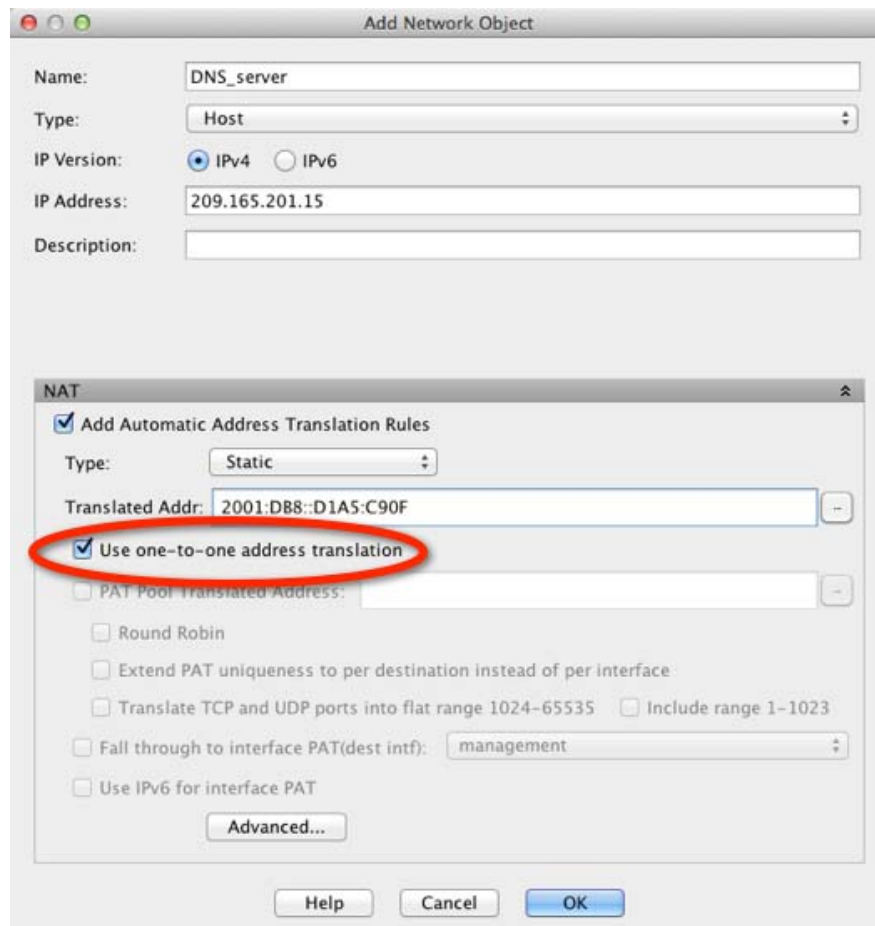 Add Network Object
Name: DNS_server
Type: Host
IP Version: IPv4 IPv6
IP Address: 209.165.201.15
Description:
NAT
Add Automatic Address Translation Rules
Type: Static
Translated Addr: 2001:DB8::D1A5:C90F
Use one-to-one address translation
PAT Pool Translated Address:
Round Robin
Extend PAT uniqueness to per destination instead of per interface
Translate TCP and UDP ports into flat range 1024-65535 Include range 1-1023
Fall through to interface PAT(dest intf): management
Use IPv6 for interface PAT
Advanced...
Help Cancel OK